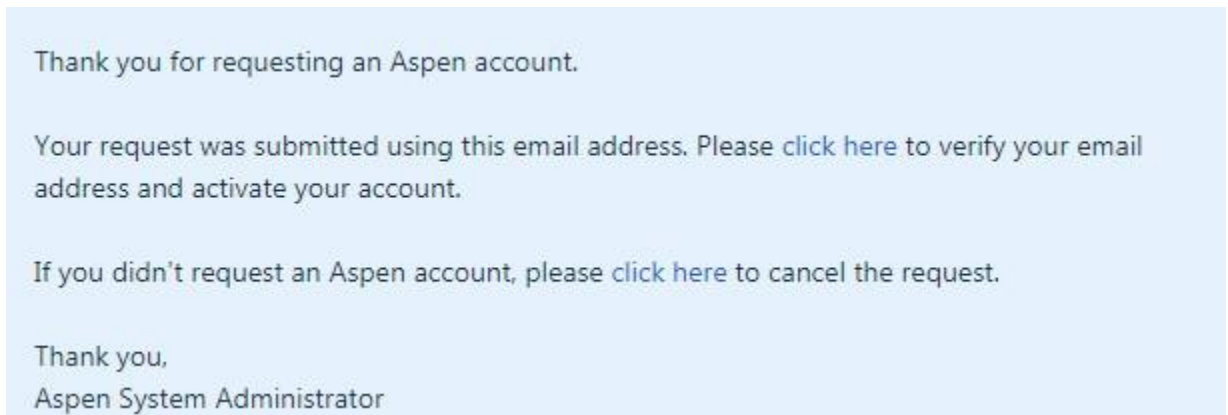 Thank you for requesting an Aspen account.
Your request was submitted using this email address. Please click here to verify your email
address and activate your account.
If you didn't request an Aspen account, please click here to cancel the request.
Thank you,
Aspen System Administrator